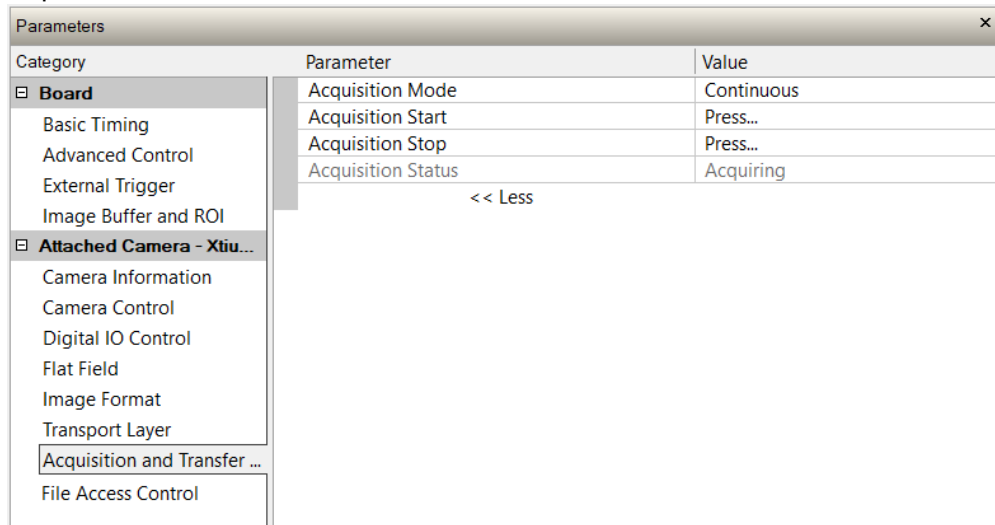 Parameters ×
Category Parameter Value
Board Acquisition Mode Continuous
Basic Timing Acquisition Start Press...
Advanced Control Acquisition Stop Press...
External Trigger Acquisition Status Acquiring
Image Buffer and ROI << Less
Attached Camera - Xtiu...
Camera Information
Camera Control
Digital IO Control
Flat Field
Image Format
Transport Layer
Acquisition and Transfer ...
File Access Control